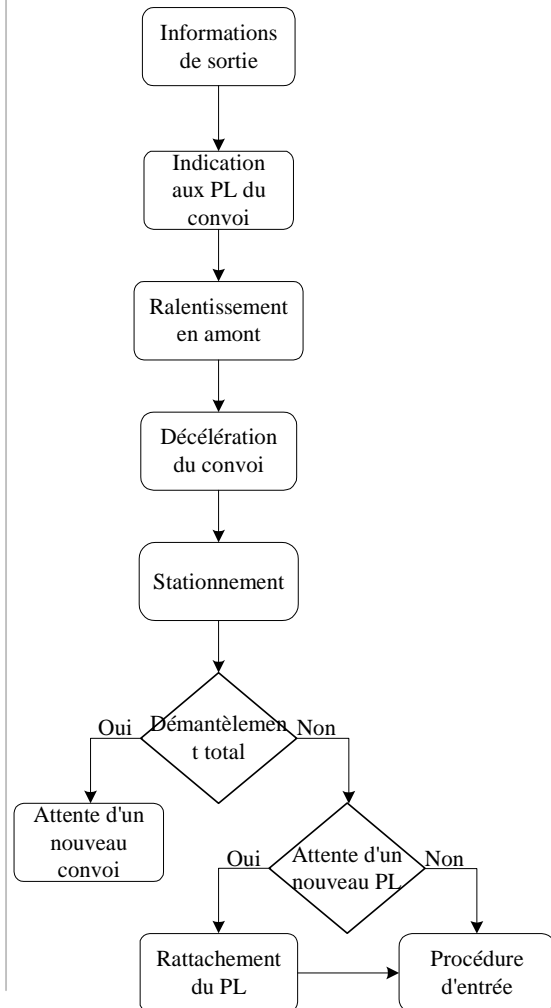 Informations
de sortie
Indication
aux PL du
convoi
Ralentissement
en amont
Décélération
du convoi
Stationnement
Oui
Démantèlemen
t total
Non
Attente d'un
nouveau
convoi
Oui
Attente d'un
nouveau PL
Non
Rattachement
du PL
Procédure
d'entrée